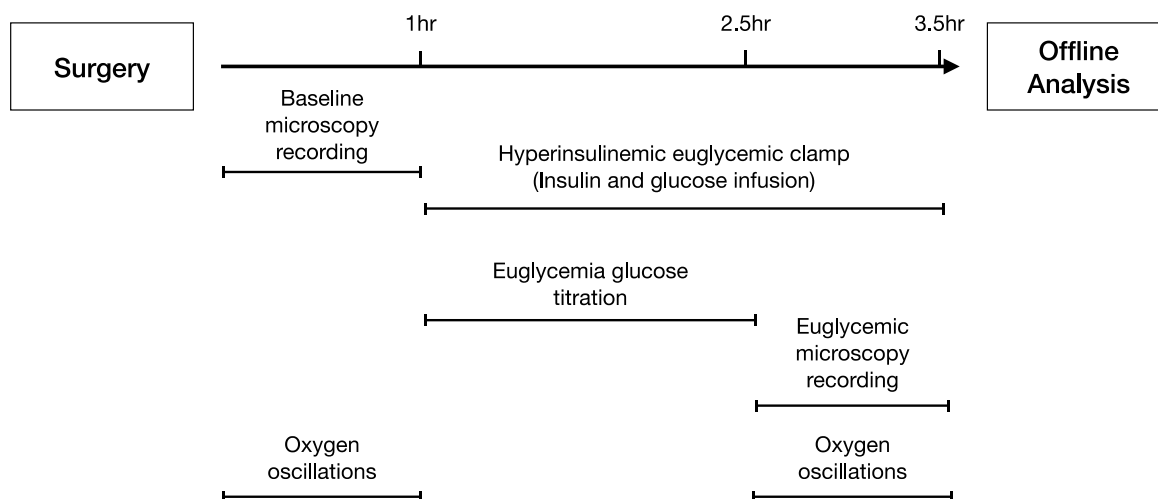 Surgery
1hr
2.5hr
3.5hr
Offline
Analysis
Baseline
microscopy
recording
Hyperinsulinemic euglycemic clamp
(Insulin and glucose infusion)
Euglycemia glucose
titration
Euglycemic
microscopy
recording
Oxygen
oscillations
Oxygen
oscillations